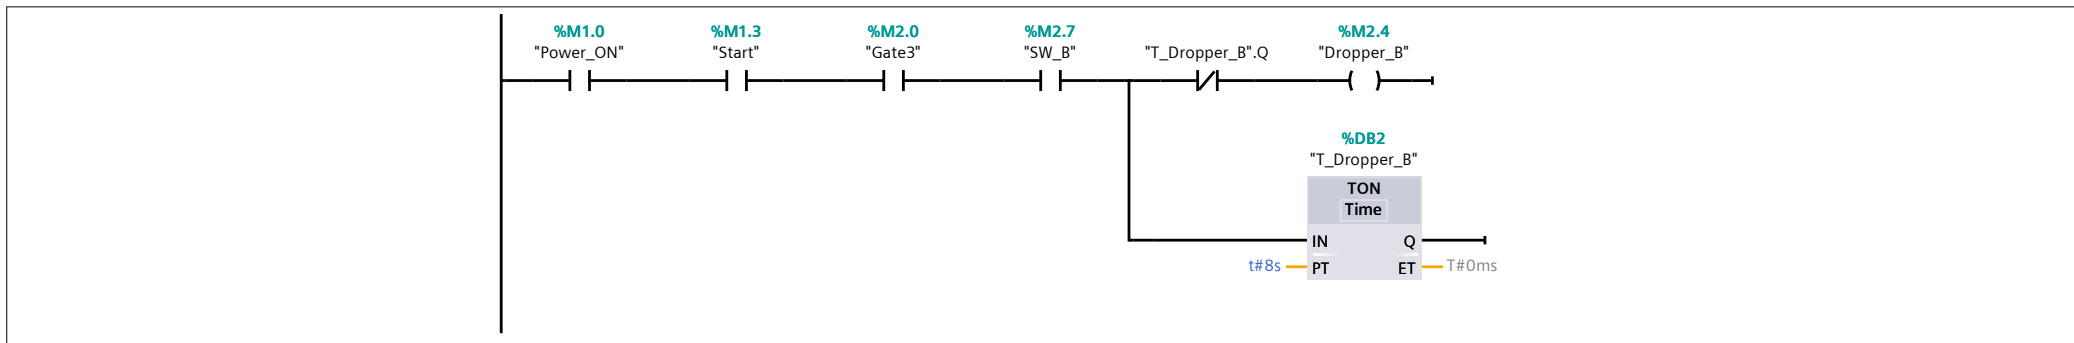 %M1.0 %M1.3 %M2.0 %M2.7 %M2.4
"Power_ON" "Start" "Gate3" "SW_B" "T_Dropper_B".Q "Dropper_B"
%DB2
"T_Dropper_B"
TON
Time
IN Q
t#8s PT ET T#0ms